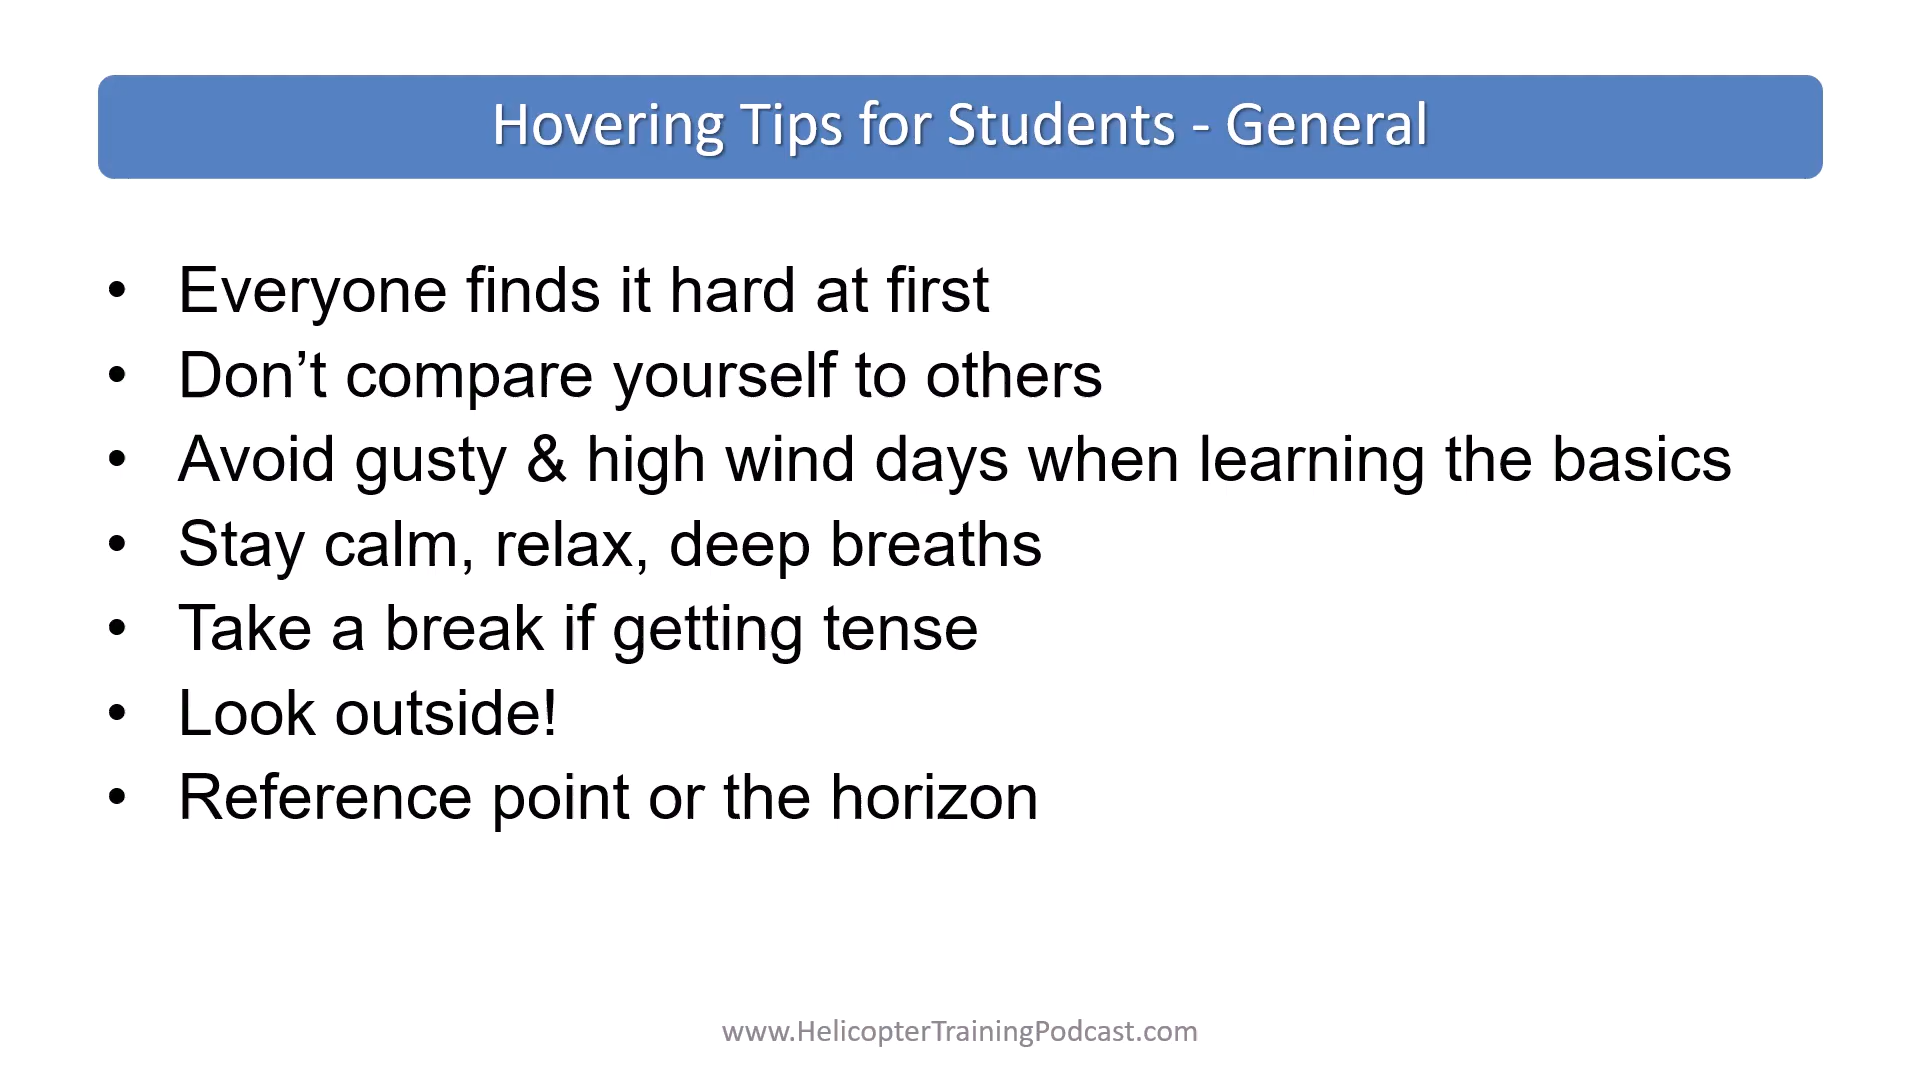 Hovering Tips for Students - General
• Everyone finds it hard at first
• Don’t compare yourself to others
• Avoid gusty & high wind days when learning the basics
• Stay calm, relax, deep breaths
• Take a break if getting tense
• Look outside!
• Reference point or the horizon
www.HelicopterTrainingPodcast.com